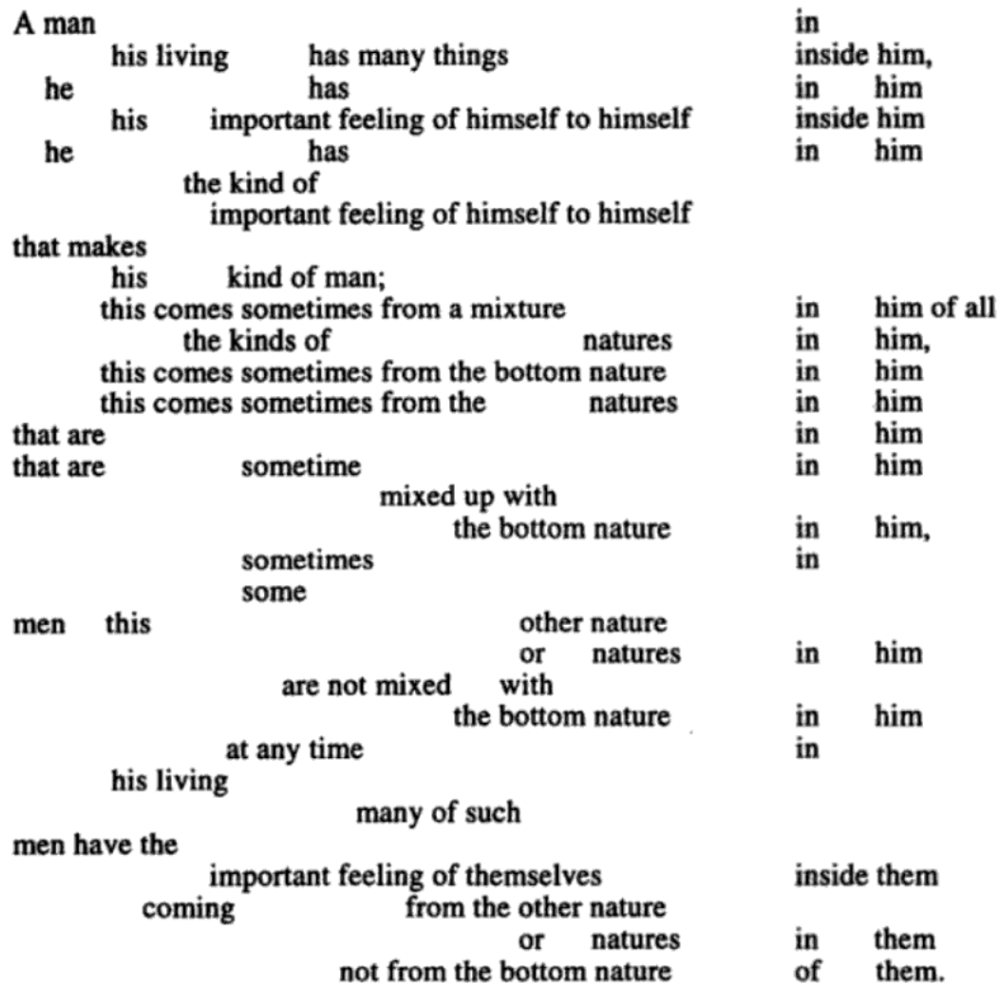 A man in
his living has many things inside him,
he has in him
his important feeling of himself to himself inside him
he has in him
the kind of
important feeling of himself to himself
that makes
his kind of man;
this comes sometimes from a mixture in him of all
the kinds of natures in him,
this comes sometimes from the bottom nature in him
this comes sometimes from the natures in him
that are in him
that are sometime in him
mixed up with
the bottom nature in him,
sometimes in
some
men this other nature
or natures in him
are not mixed with
the bottom nature in him
at any time in
his living
many of such
men have the
important feeling of themselves inside them
coming from the other nature
or natures in them
not from the bottom nature of them.